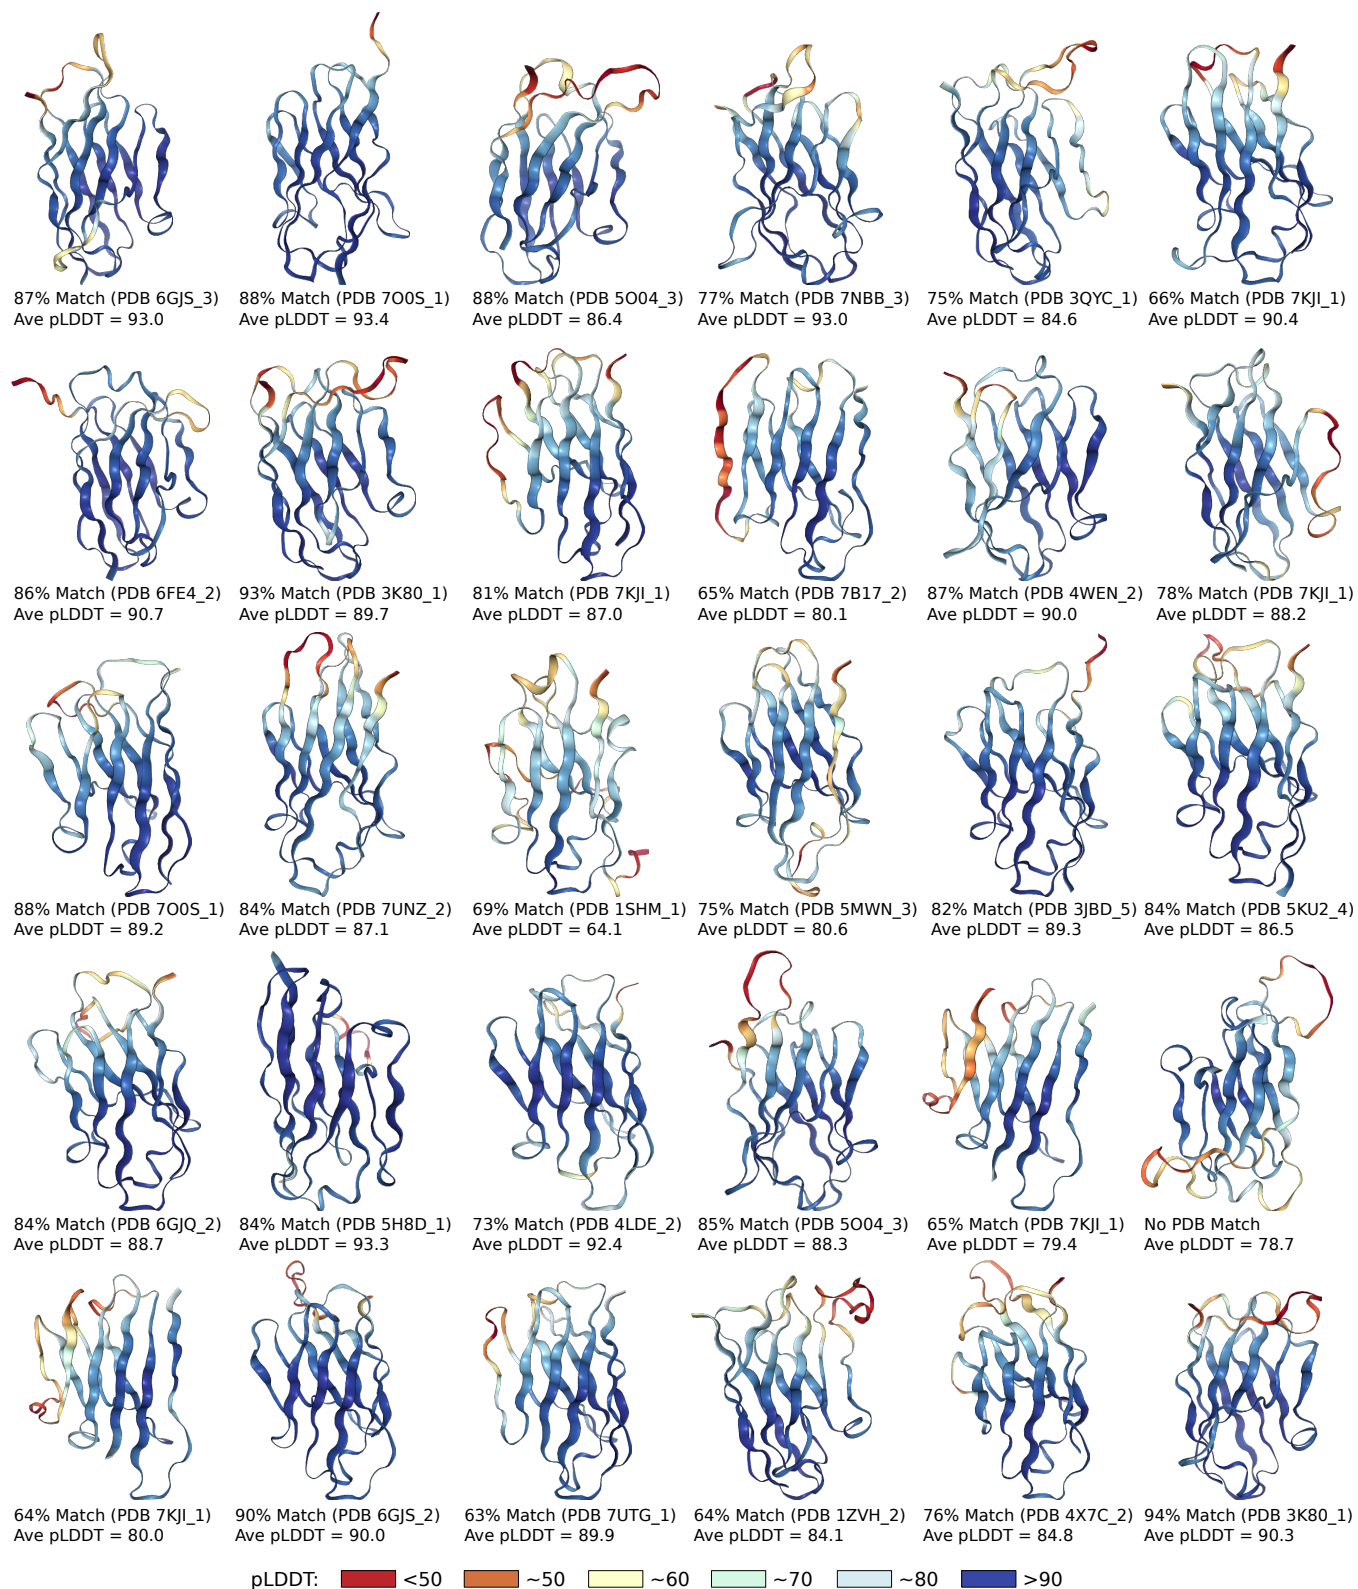 87% Match (PDB 6GJS_3)
Ave pLDDT = 93.0
88% Match (PDB 7O0S_1)
Ave pLDDT = 93.4
88% Match (PDB 5O04_3)
Ave pLDDT = 86.4
77% Match (PDB 7NBB_3)
Ave pLDDT = 93.0
75% Match (PDB 3QYC_1)
Ave pLDDT = 84.6
66% Match (PDB 7KJI_1)
Ave pLDDT = 90.4
86% Match (PDB 6FE4_2)
Ave pLDDT = 90.7
93% Match (PDB 3K80_1)
Ave pLDDT = 89.7
81% Match (PDB 7KJI_1)
Ave pLDDT = 87.0
65% Match (PDB 7B17_2)
Ave pLDDT = 80.1
87% Match (PDB 4WEN_2)
Ave pLDDT = 90.0
78% Match (PDB 7KJI_1)
Ave pLDDT = 88.2
88% Match (PDB 7O0S_1)
Ave pLDDT = 89.2
84% Match (PDB 7UNZ_2)
Ave pLDDT = 87.1
69% Match (PDB 1SHM_1)
Ave pLDDT = 64.1
75% Match (PDB 5MWN_3)
Ave pLDDT = 80.6
82% Match (PDB 3JBD_5)
Ave pLDDT = 89.3
84% Match (PDB 5KU2_4)
Ave pLDDT = 86.5
84% Match (PDB 6GJQ_2)
Ave pLDDT = 88.7
84% Match (PDB 5H8D_1)
Ave pLDDT = 93.3
73% Match (PDB 4LDE_2)
Ave pLDDT = 92.4
85% Match (PDB 5O04_3)
Ave pLDDT = 88.3
65% Match (PDB 7KJI_1)
Ave pLDDT = 79.4
No PDB Match
Ave pLDDT = 78.7
64% Match (PDB 7KJI_1)
Ave pLDDT = 80.0
90% Match (PDB 6GJS_2)
Ave pLDDT = 90.0
63% Match (PDB 7UTG_1)
Ave pLDDT = 89.9
64% Match (PDB 1ZVH_2)
Ave pLDDT = 84.1
76% Match (PDB 4X7C_2)
Ave pLDDT = 84.8
94% Match (PDB 3K80_1)
Ave pLDDT = 90.3
pLDDT: <50 ~50 ~60 ~70 ~80 >90